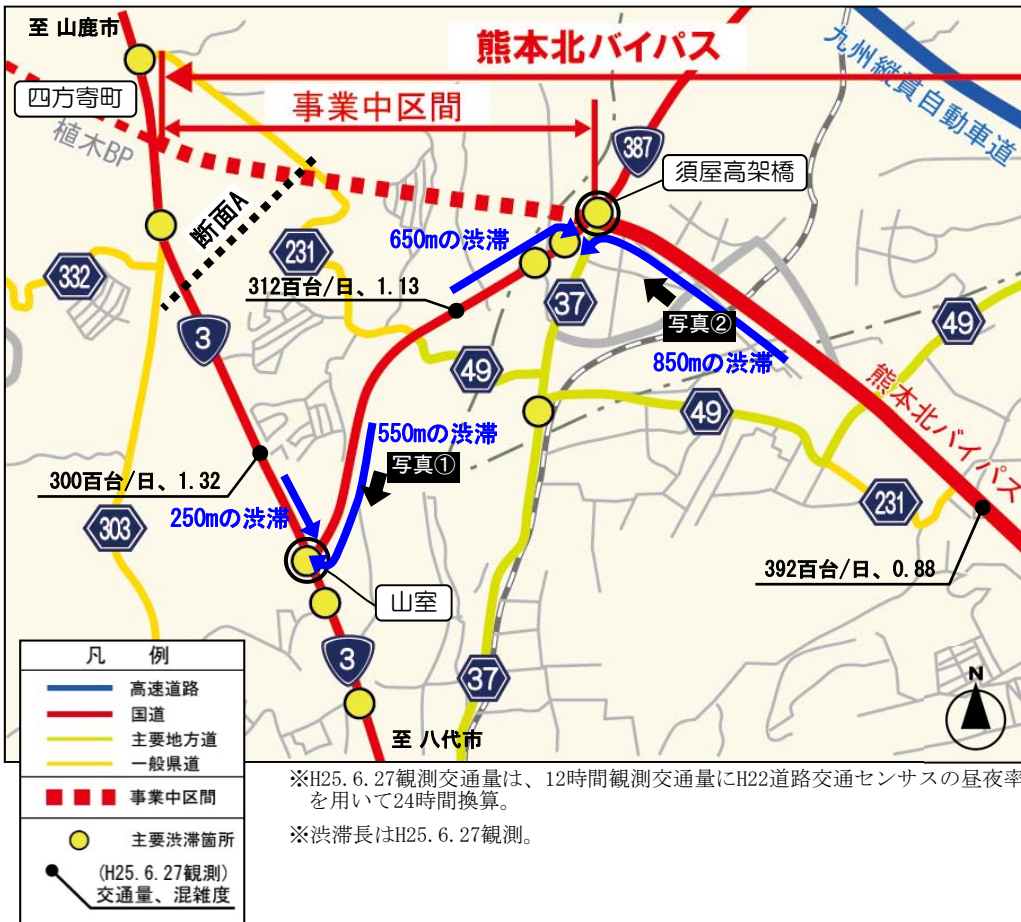 至 山鹿市
熊本北バイパス
九州縦貫自動車道
四方寄町
事業中区間
植木BP
387
須屋高架橋
断面A
650mの渋滞
231
332
312百台/日、1.13
37
写真②
49
3
850mの渋滞
49
49
熊本北バイパス
550mの渋滞
写真①
300百台/日、1.32
231
250mの渋滞
303
392百台/日、0.88
山室
3
37
N
至 八代市
凡 例
高速道路
国道
主要地方道
一般県道
事業中区間
主要渋滞箇所
(H25.6.27観測)
交通量、混雑度
※H25.6.27観測交通量は、12時間観測交通量にH22道路交通センサスの昼夜率
を用いて24時間換算。
※渋滞長はH25.6.27観測。